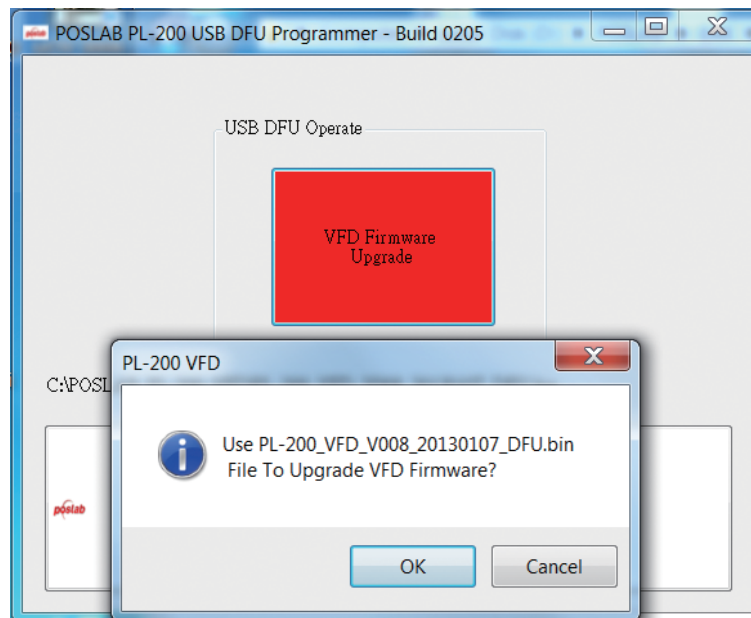 POSLAB PL-200 USB DFU Programmer - Build 0205
USB DFU Operate
VFD Firmware
Upgrade
PL-200 VFD
C:\POSL
Use PL-200_VFD_V008_20130107_DFU.bin
File To Upgrade VFD Firmware?
poslab
OK
Cancel